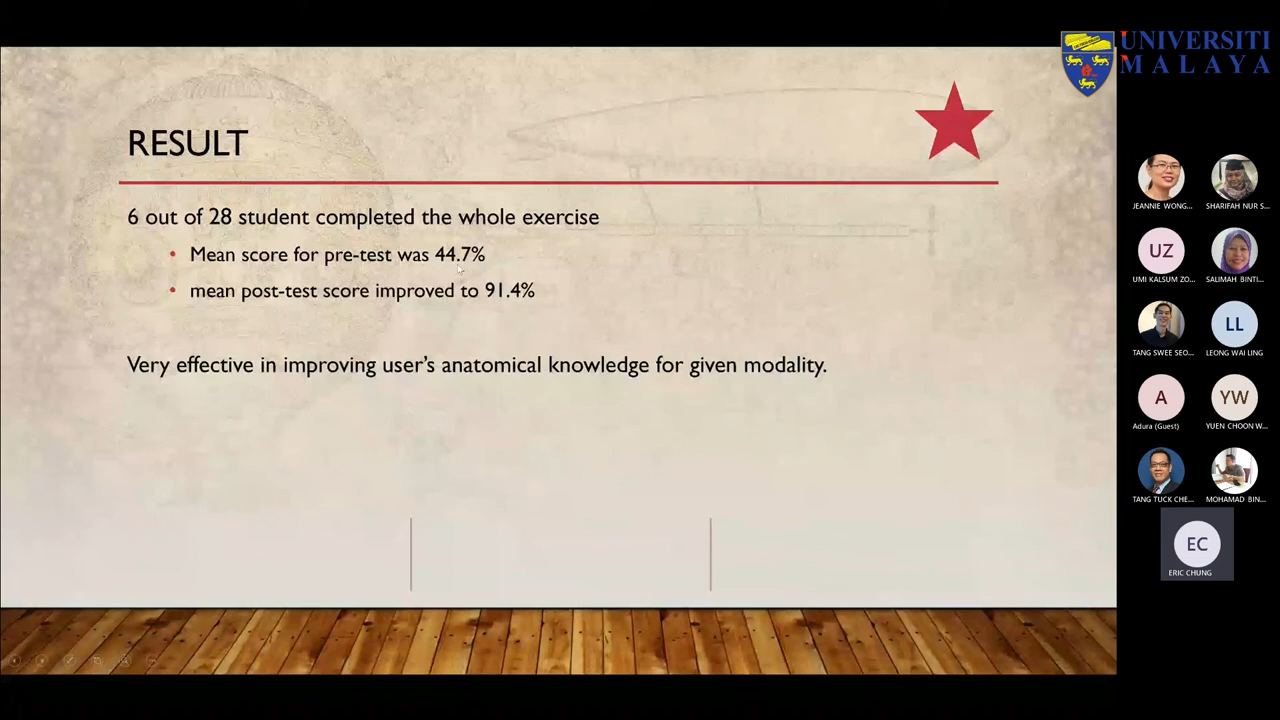 UNIVERSITI
MALAYA
RESULT
6 out of 28 student completed the whole exercise
• Mean score for pre-test was 44.7%
• mean post-test score improved to 91.4%
Very effective in improving user's anatomical knowledge for given modality.
JEANNIE WONG...
SHARIFAH NUR S...
UZ
UMI KALSUM ZO...
SALIMAH BINTI...
TANG SWEE SEO...
LL
LEONG WAI LING
A
Adura (Guest)
YW
YUEN CHOON W...
TANG TUCK CHE...
MOHAMAD BIN...
EC
ERIC CHUNG